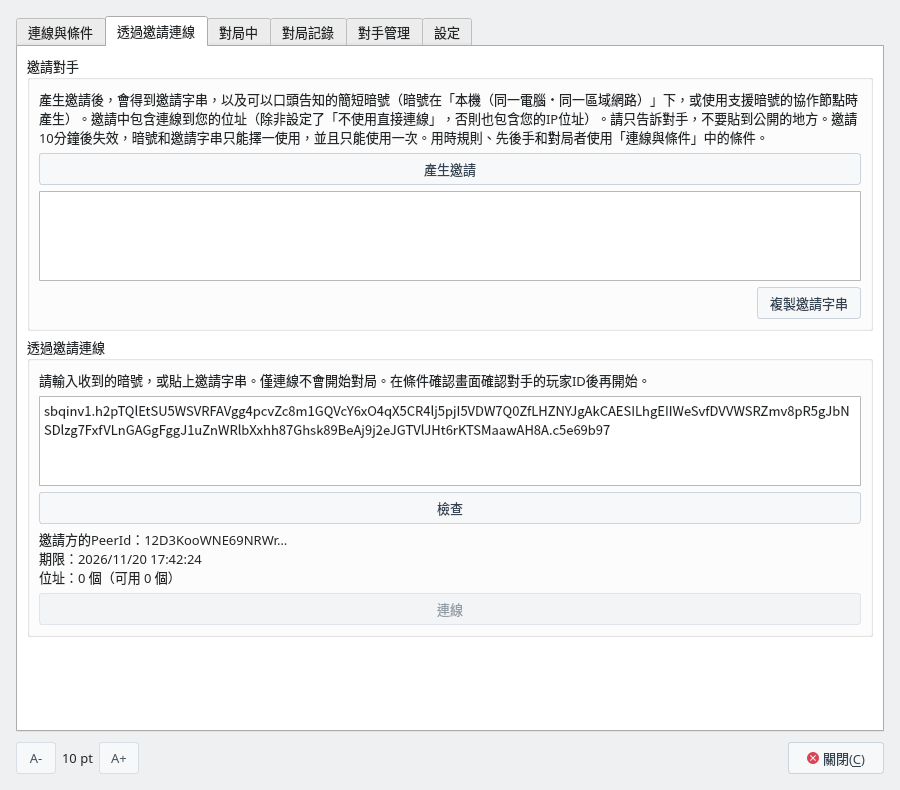 連線與條件
透過邀請連線
對局中
對局記錄
對手管理
設定
邀請對手
產生邀請後，會得到邀請字串，以及可以口頭告知的簡短暗號（暗號在「本機（同一電腦・同一區域網路）」下，或使用支援暗號的協作節點時
產生）。邀請中包含連線到您的位址（除非設定了「不使用直接連線」，否則也包含您的IP位址）。請只告訴對手，不要貼到公開的地方。邀請
10分鐘後失效，暗號和邀請字串只能擇一使用，並且只能使用一次。用時規則、先後手和對局者使用「連線與條件」中的條件。
產生邀請
複製邀請字串
透過邀請連線
請輸入收到的暗號，或貼上邀請字串。僅連線不會開始對局。在條件確認畫面確認對手的玩家ID後再開始。
sbqinv1.h2pTQlEtSU5WSVRFAVgg4pcvZc8m1GQVcY6xO4qX5CR4lj5pjI5VDW7Q0ZfLHZNYJgAkCAESILhgEIIWeSvfDVVWSRZmv8pR5gJbN
SDlzg7FxfVLnGAGgFggJ1uZnWRlbXxhh87Ghsk89BeAj9j2eJGTVlJHt6rKTSMaawAH8A.c5e69b97
檢查
邀請方的PeerId：12D3KooWNE69NRWr...
期限：2026/11/20 17:42:24
位址：0 個（可用 0 個）
連線
A-
10 pt
A+
關閉(C)